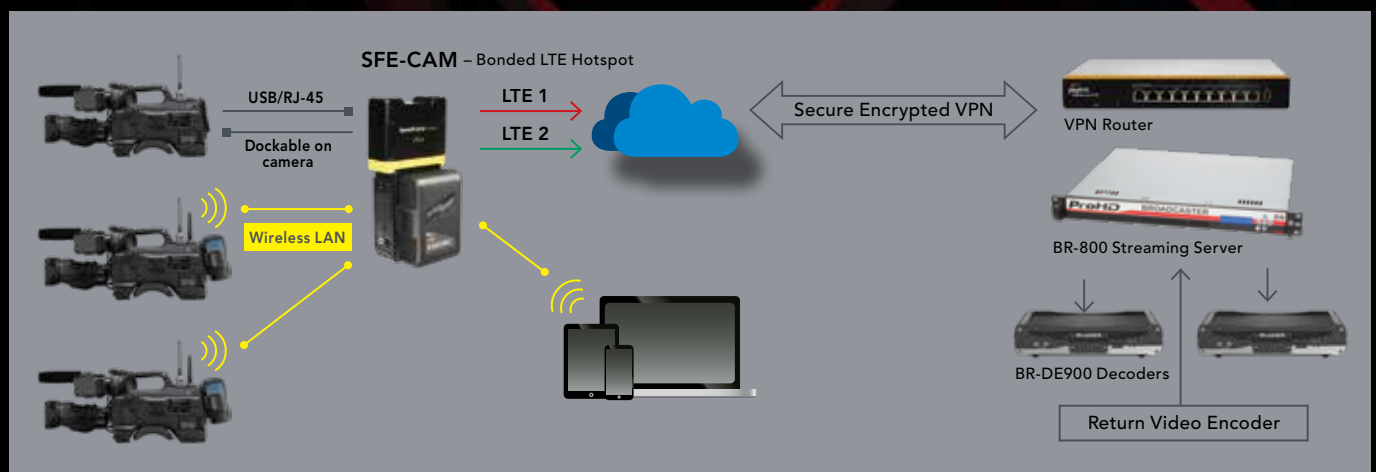 SFE-CAM – Bonded LTE Hotspot
USB/RJ-45
Dockable on
camera
Wireless LAN
LTE 1
LTE 2
Secure Encrypted VPN
VPN Router
ProHD BROADCASTER
BR-800 Streaming Server
BR-DE900 Decoders
Return Video Encoder